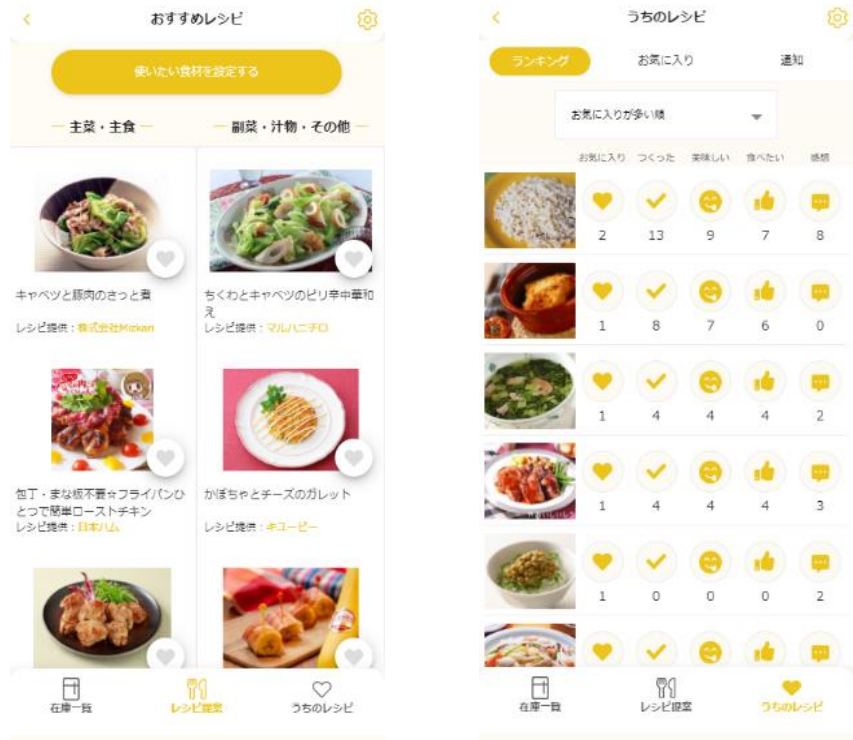 おすすめレシピ
使いたい食材を設定する
主菜・主食
副菜・汁物・その他
キャベツと豚肉のさっと煮
レシピ提供：株式会社Mizkan
ちくわとキャベツのピリ辛中華和
え
レシピ提供：マルハニチロ
包丁・まな板不要☆フライパンひ
とつで簡単ローストチキン
レシピ提供：日本ハム
かぼちゃとチーズのガレット
レシピ提供：キユーピー
在庫一覧
レシピ提案
うちのレシピ
うちのレシピ
ランキング
お気に入り
通知
お気に入りが多い順
お気に入り つくった 美味しい 食べたい 感想
2 13 9 7 8
1 8 7 6 0
1 4 4 4 2
1 4 4 4 3
1 0 0 0 2
在庫一覧
レシピ提案
うちのレシピ